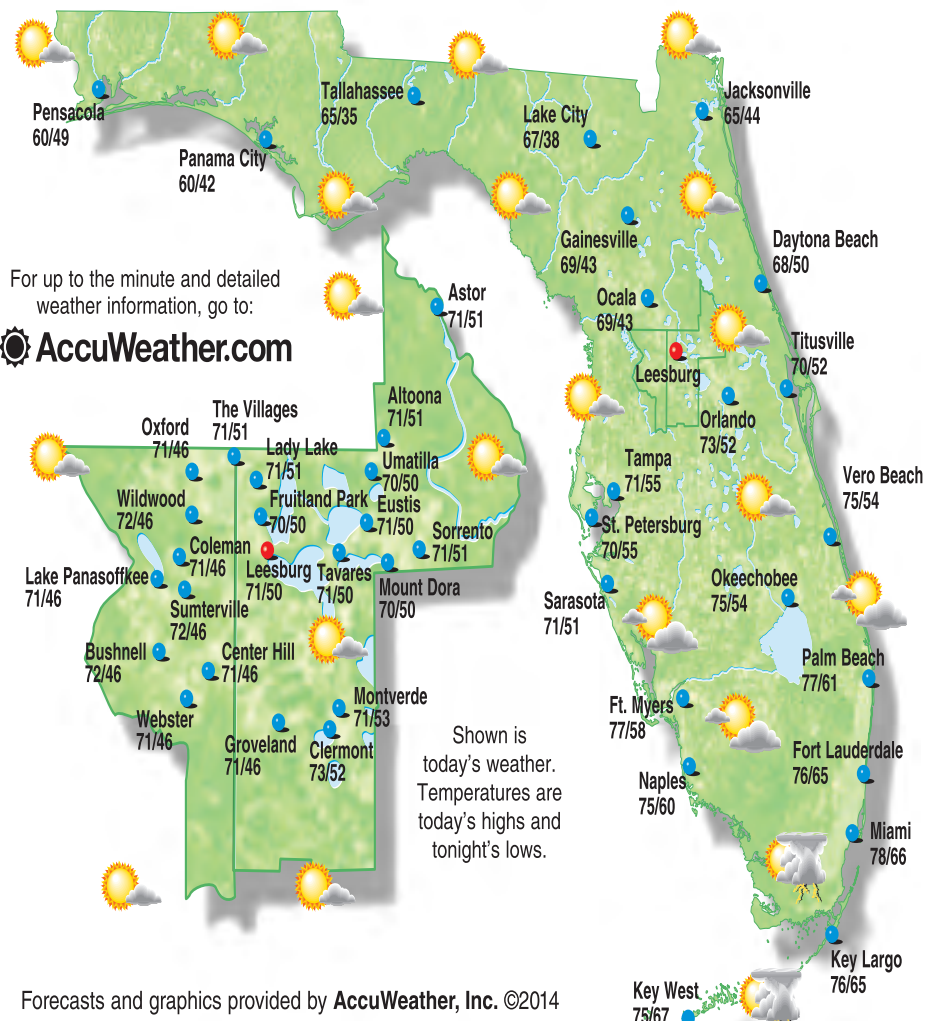 Pensacola
60/49
Panama City
60/42
Tallahassee
65/35
Lake City
67/38
Jacksonville
65/44
Gainesville
69/43
Daytona Beach
68/50
Ocala
69/43
Leesburg
Titusville
70/52
Orlando
73/52
Tampa
71/55
St. Petersburg
70/55
Vero Beach
75/54
Sarasota
71/51
Okeechobee
75/54
Palm Beach
77/61
Ft. Myers
77/58
Fort Lauderdale
76/65
Naples
75/60
Miami
78/66
Key Largo
76/65
Key West
75/67
For up to the minute and detailed
weather information, go to:
AccuWeather.com
Astor
71/51
Altoona
71/51
The Villages
71/51
Oxford
71/46
Lady Lake
71/51
Umatilla
70/50
Wildwood
72/46
Fruitland Park
70/50
Eustis
71/50
Coleman
71/46
Sorrento
71/51
Lake Panasoffkee
71/46
Leesburg
71/50
Tavares
71/50
Mount Dora
70/50
Sumterville
72/46
Bushnell
72/46
Center Hill
71/46
Webster
71/46
Montverde
71/53
Groveland
71/46
Clermont
73/52
Shown is
today's weather.
Temperatures are
today's highs and
tonight's lows.
Forecasts and graphics provided by AccuWeather, Inc. ©2014